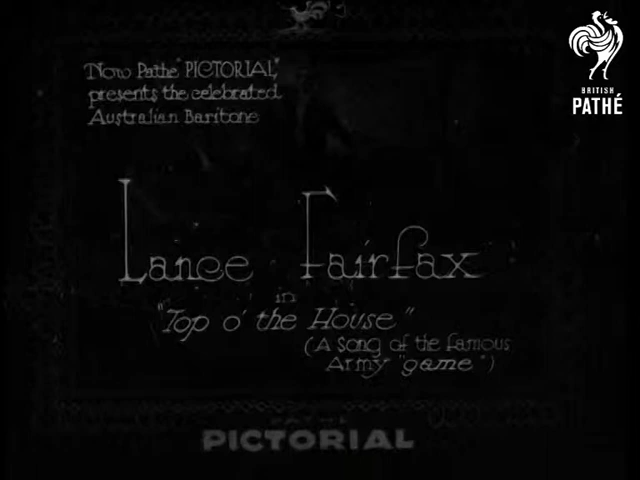 Now Pathe "PICTORIAL,"
presents the celebrated
Australian Baritone
Lance Fairfax
in
"Top o' the House"
(A Song of the famous
Army "game")
PICTORIAL
BRITISH
PATHÉ